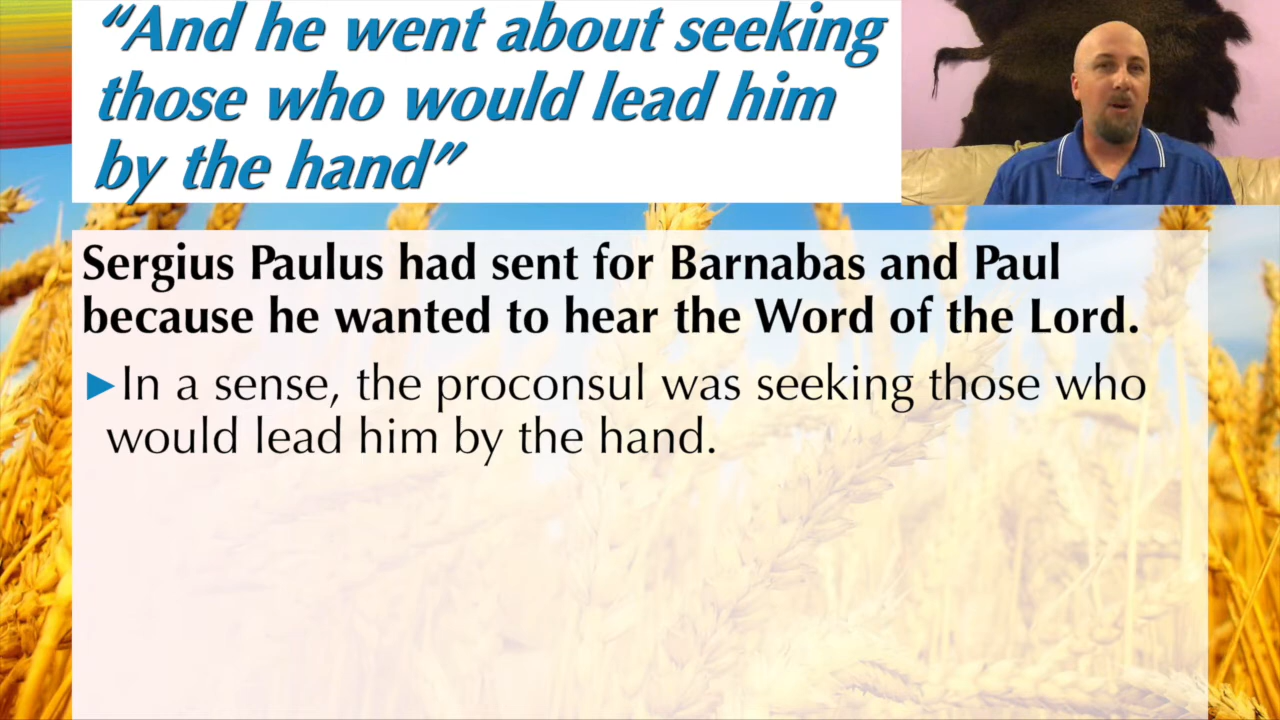 “And he went about seeking
those who would lead him
by the hand”
Sergius Paulus had sent for Barnabas and Paul
because he wanted to hear the Word of the Lord.
►In a sense, the proconsul was seeking those who
would lead him by the hand.